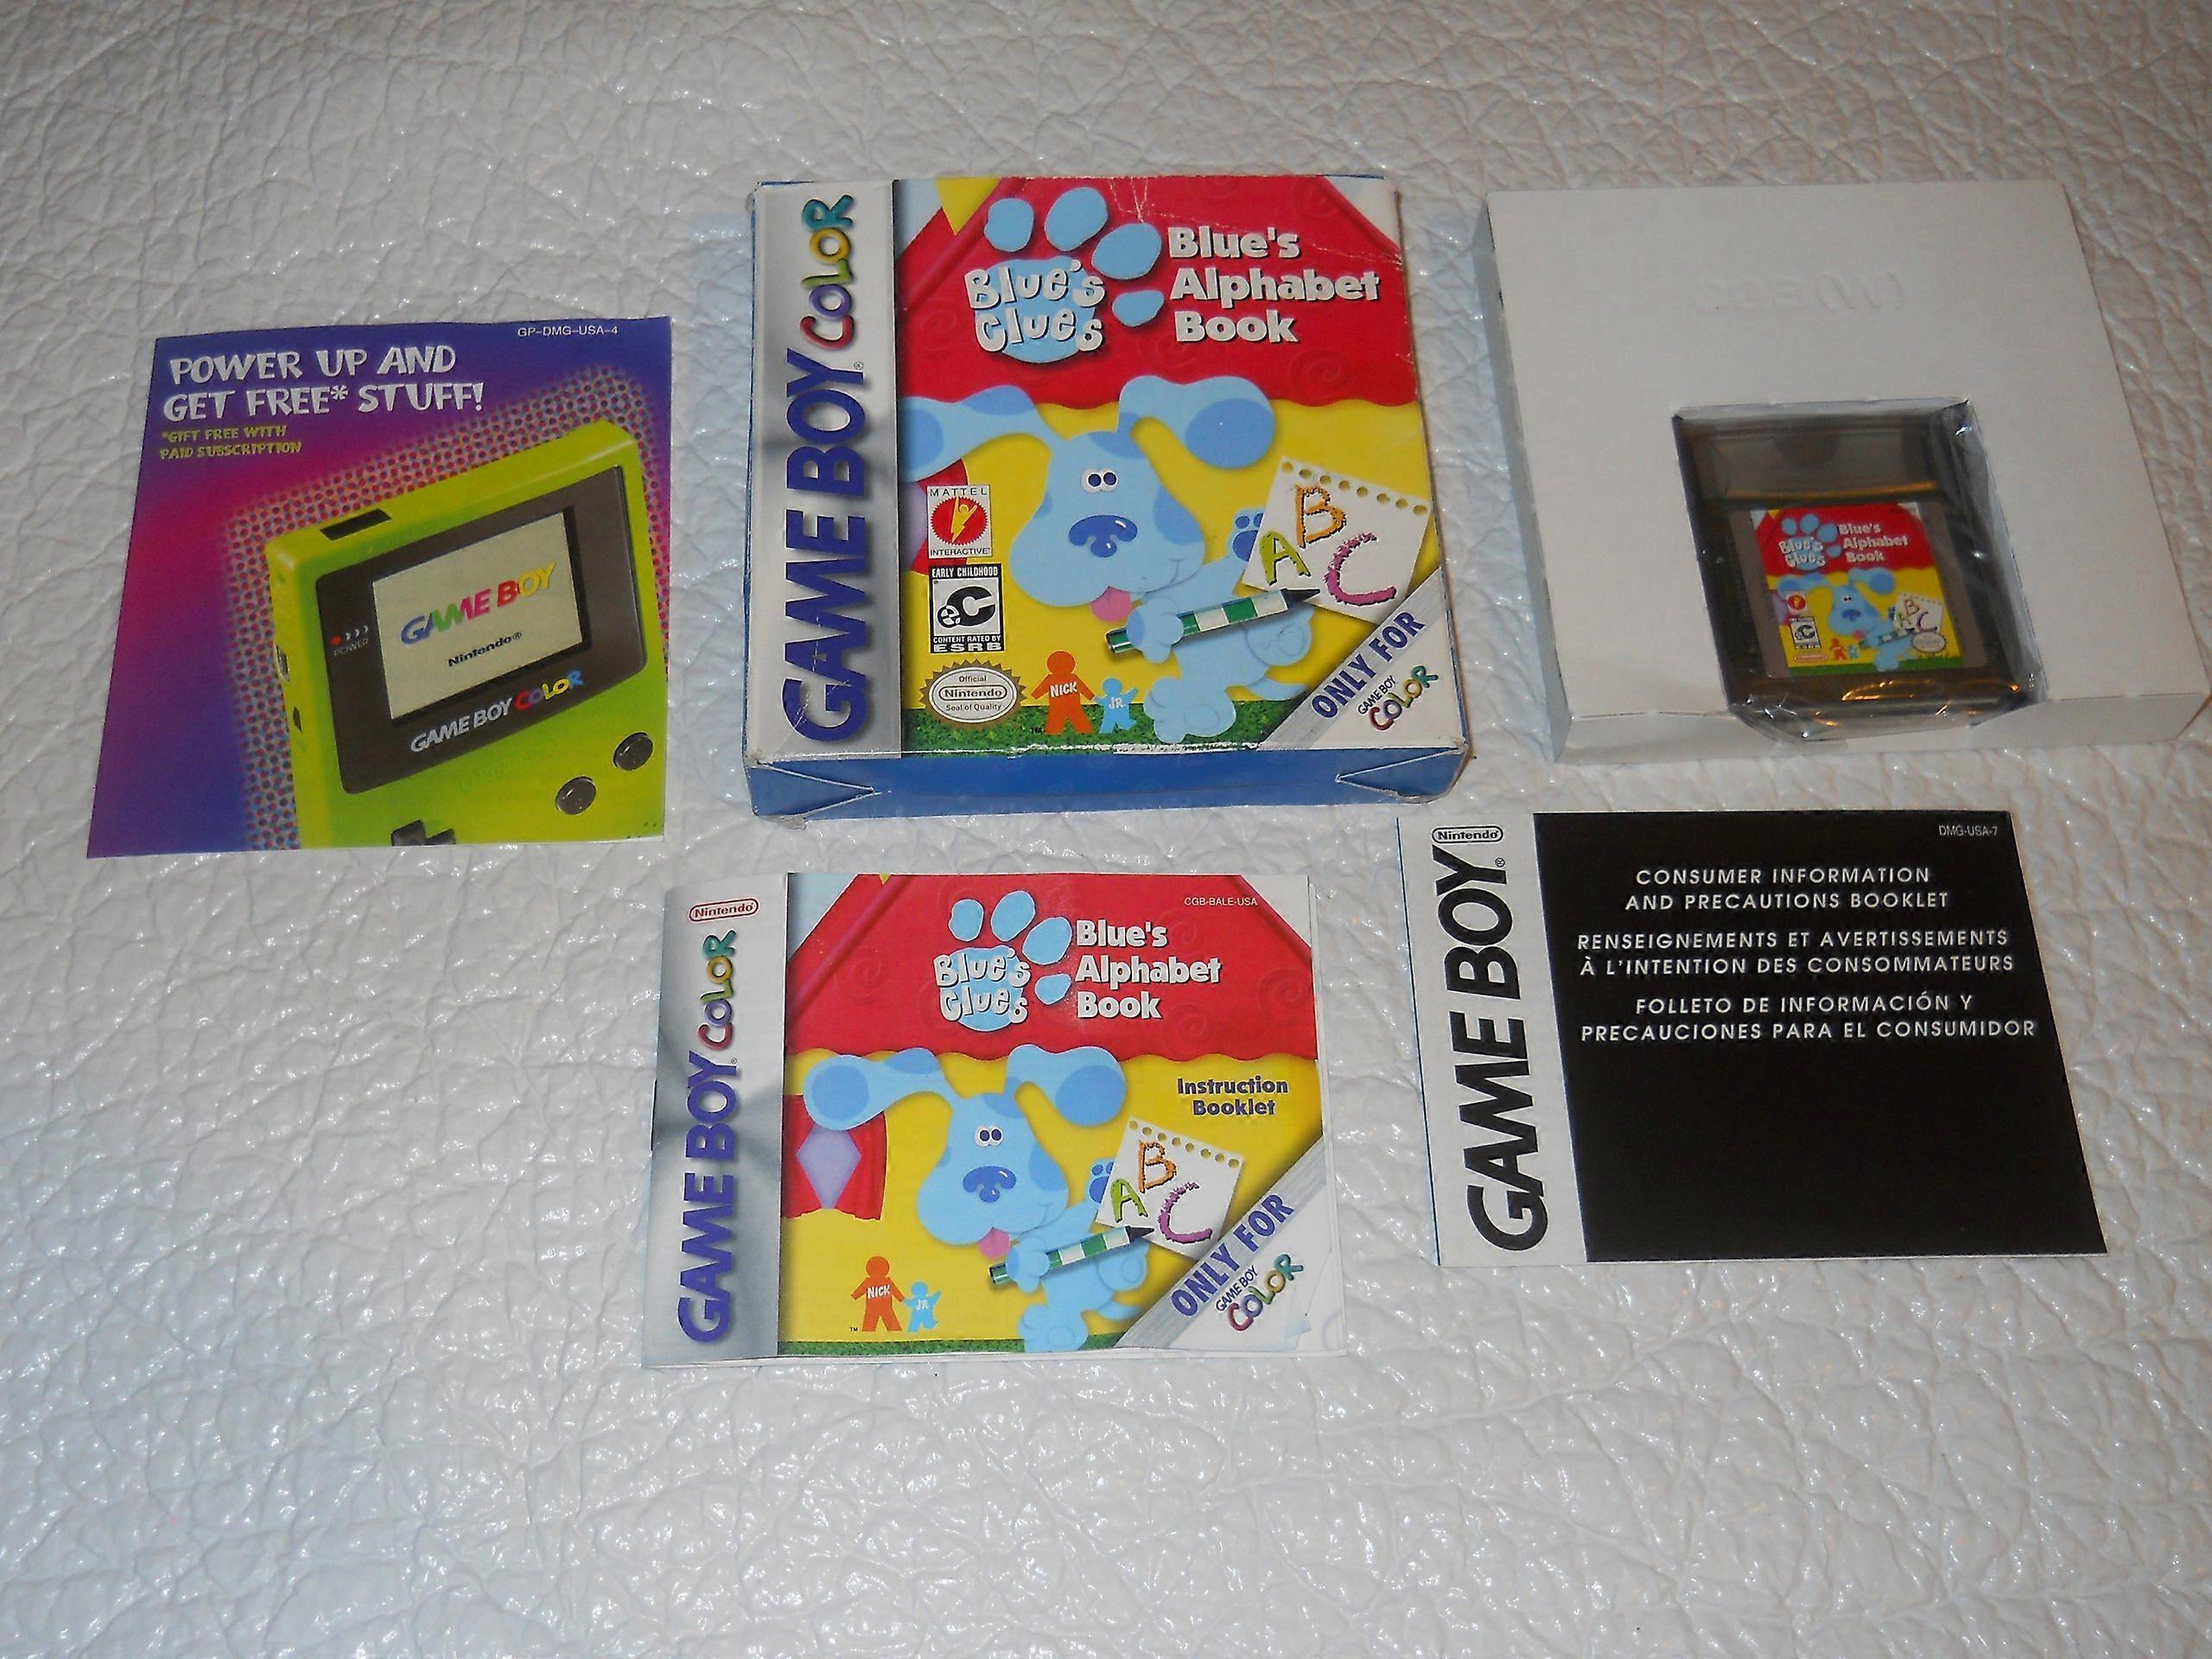 GP-DMG-USA-4
POWER UP AND
GET FREE* STUFF!
*GIFT FREE WITH
PAID SUBSCRIPTION
POWER
GAME BOY
Nintendo®
GAME BOY COLOR
GAME BOY COLOR
Blue's Clues
Blue's
Alphabet
Book
MATTEL
INTERACTIVE™
A B C
EARLY CHILDHOOD
eC
CONTENT RATED BY
ESRB
Official
Nintendo
Seal of Quality
NICK JR.
™
ONLY FOR
GAME BOY
COLOR
Blue's Clues
Blue's
Alphabet
Book
A B C
Nintendo®
GAME BOY COLOR
CGB-BALE-USA
Blue's Clues
Blue's
Alphabet
Book
Instruction
Booklet
A B C
NICK JR.
™
ONLY FOR
GAME BOY
COLOR
Nintendo®
GAME BOY®
DMG-USA-7
CONSUMER INFORMATION
AND PRECAUTIONS BOOKLET
RENSEIGNEMENTS ET AVERTISSEMENTS
À L'INTENTION DES CONSOMMATEURS
FOLLETO DE INFORMACIÓN Y
PRECAUCIONES PARA EL CONSUMIDOR